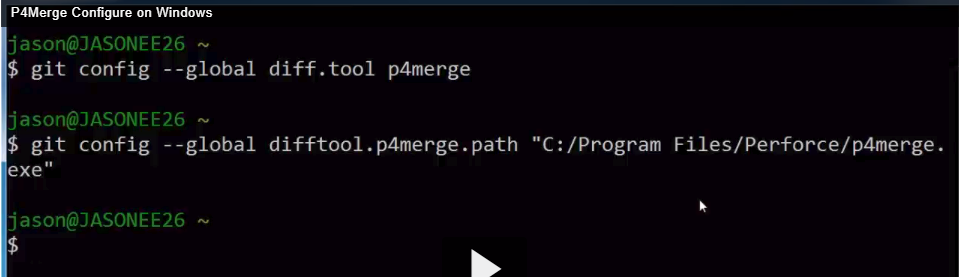 P4Merge Configure on Windows
jason@JASONEE26 ~
$ git config --global diff.tool p4merge
jason@JASONEE26 ~
$ git config --global difftool.p4merge.path "C:/Program Files/Perforce/p4merge.
exe"
jason@JASONEE26 ~
$